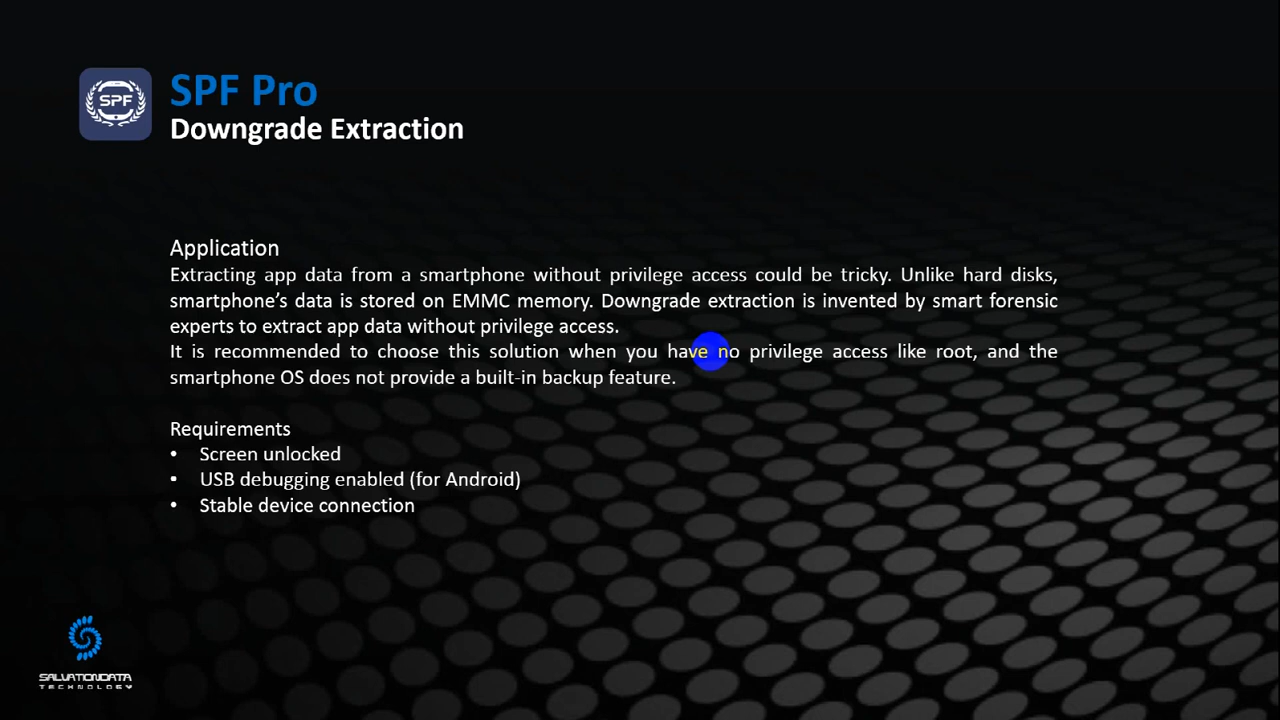 SPF
SPF Pro
Downgrade Extraction
Application
Extracting app data from a smartphone without privilege access could be tricky. Unlike hard disks,
smartphone’s data is stored on EMMC memory. Downgrade extraction is invented by smart forensic
experts to extract app data without privilege access.
It is recommended to choose this solution when you have no privilege access like root, and the
smartphone OS does not provide a built-in backup feature.
Requirements
• Screen unlocked
• USB debugging enabled (for Android)
• Stable device connection
SALVATIONDATA
TECHNOLOGY